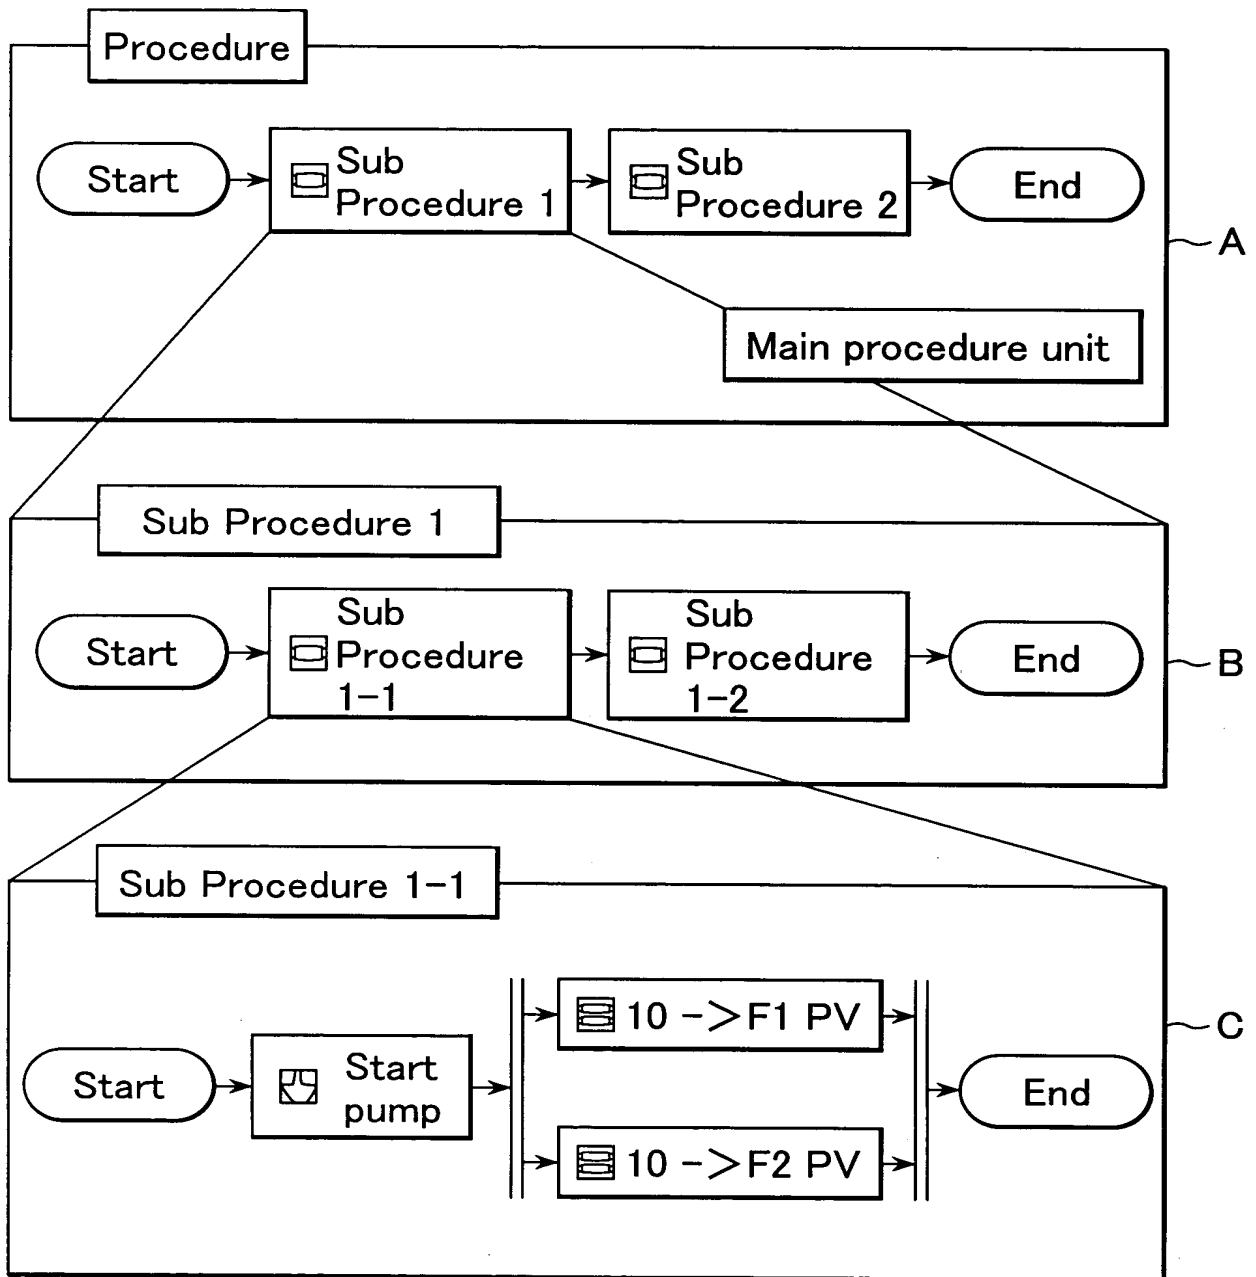 Procedure
Start
Sub
Procedure 1
Sub
Procedure 2
End
A
Main procedure unit
Sub Procedure 1
Start
Sub
Procedure
1-1
Sub
Procedure
1-2
End
B
Sub Procedure 1-1
Start
Start
pump
10 ->F1 PV
10 ->F2 PV
End
C